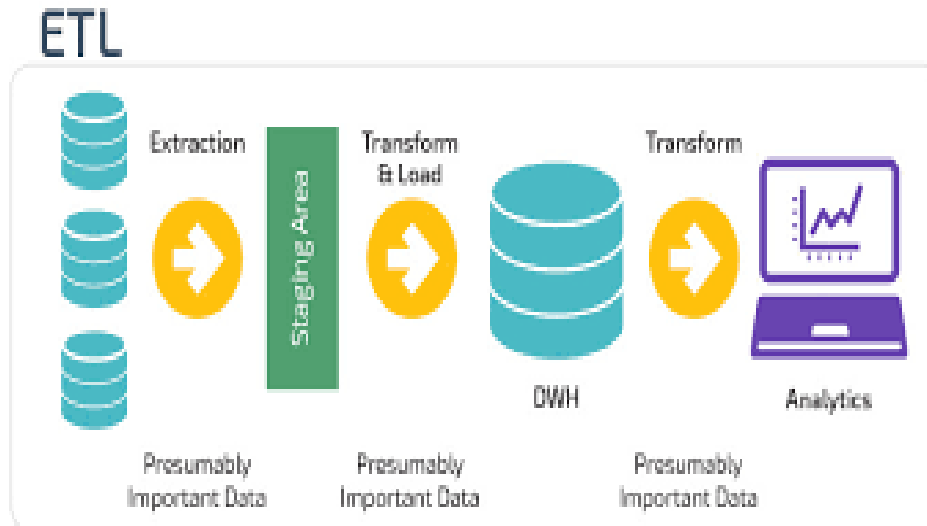 ETL
Extraction
Staging Area
Transform
& Load
Transform
DWH
Analytics
Presumably
Important Data
Presumably
Important Data
Presumably
Important Data